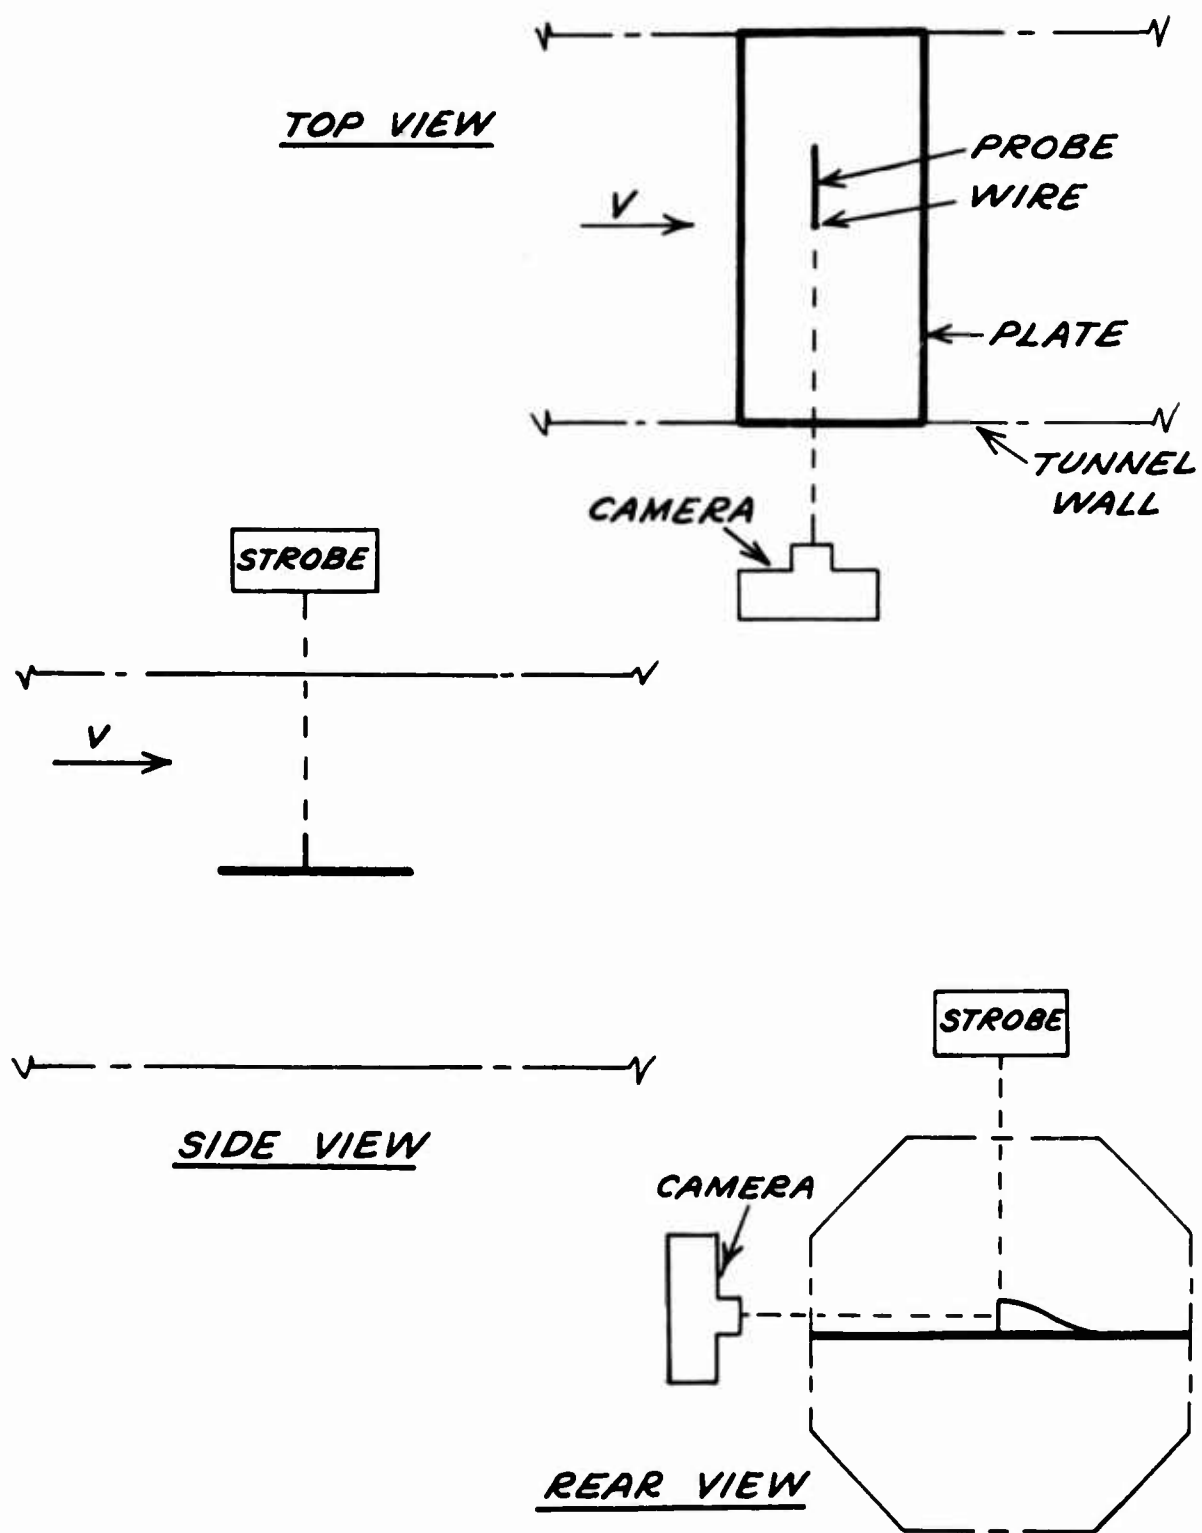 TOP VIEW
PROBE
WIRE
V
PLATE
TUNNEL
WALL
CAMERA
STROBE
V
SIDE VIEW
STROBE
CAMERA
REAR VIEW